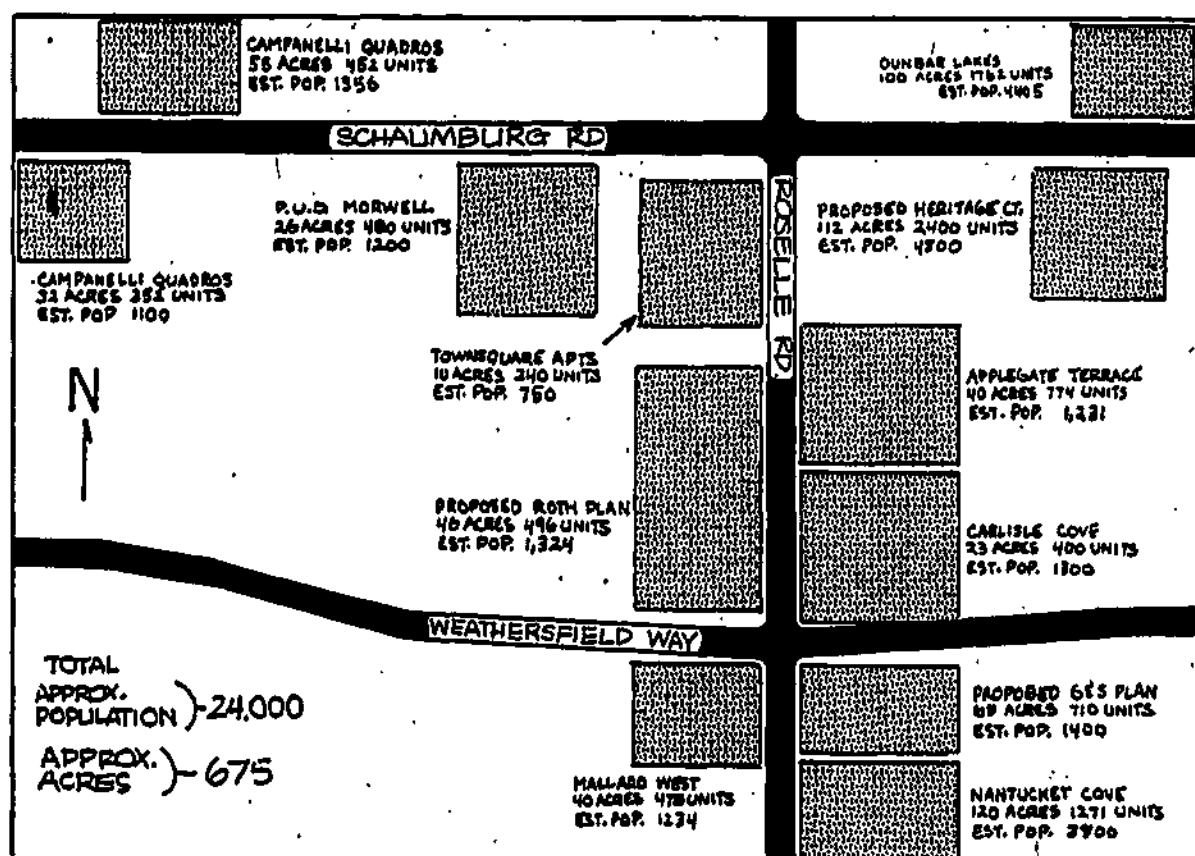 CAMPANELLI QUADROS
55 ACRES 452 UNITS
EST. POP. 1356
DUNBAR LAKES
100 ACRES 1762 UNITS
EST. POP. 4405
SCHAUMBURG RD
ROSELLE RD.
CAMPANELLI QUADROS
32 ACRES 352 UNITS
EST. POP 1100
P.U.D MORWELL
26 ACRES 480 UNITS
EST. POP. 1200
PROPOSED HERITAGE CT.
112 ACRES 2400 UNITS
EST. POP. 4800
TOWNSQUARE APTS
10 ACRES 240 UNITS
EST. POP. 750
APPLEGATE TERRACE
40 ACRES 774 UNITS
EST. POP. 1,231
N
PROPOSED ROTH PLAN
40 ACRES 496 UNITS
EST. POP. 1,324
CARLISLE COVE
23 ACRES 400 UNITS
EST. POP. 1300
WEATHERSFIELD WAY
TOTAL
APPROX.
POPULATION )-24,000
APPROX.
ACRES )-675
MALLARD WEST
40 ACRES 478 UNITS
EST. POP. 1234
PROPOSED PLAN
ACRES 710 UNITS
EST. POP. 1400
NANTUCKET COVE
120 ACRES 1271 UNITS
EST. POP. 3800